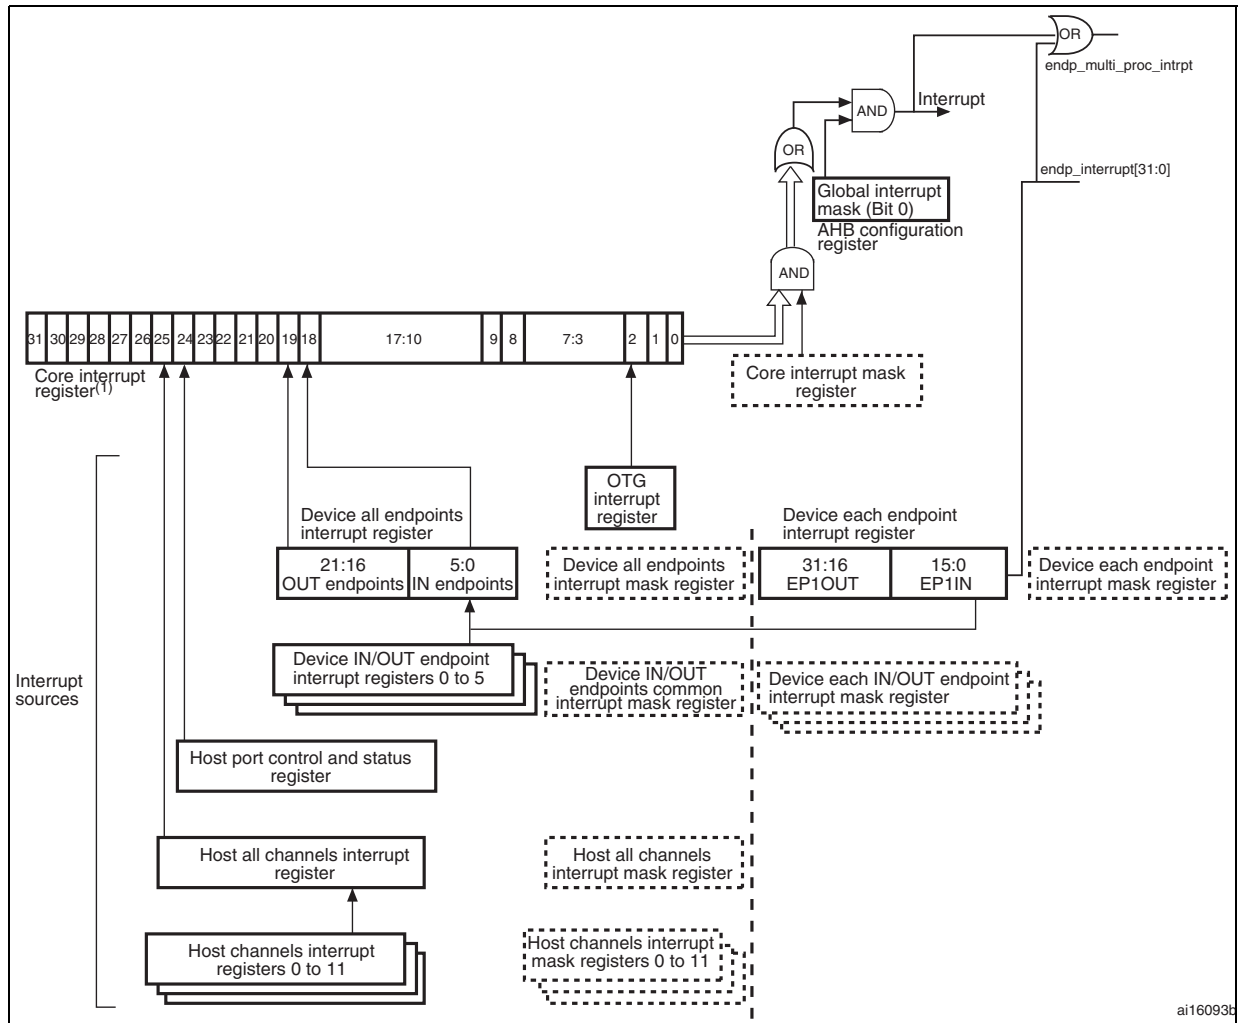 OR
endp_multi_proc_intrpt
Interrupt
AND
OR
endp_interrupt[31:0]
Global interrupt
mask (Bit 0)
AHB configuration
register
AND
31 30 29 28 27 26 25 24 23 22 21 20 19 18 17:10 9 8 7:3 2 1 0
Core interrupt
register(1)
Core interrupt mask
register
OTG
interrupt
register
Device all endpoints
interrupt register
Device each endpoint
interrupt register
21:16
OUT endpoints
5:0
IN endpoints
Device all endpoints
interrupt mask register
31:16
EP1OUT
15:0
EP1IN
Device each endpoint
interrupt mask register
Interrupt
sources
Device IN/OUT endpoint
interrupt registers 0 to 5
Device IN/OUT
endpoints common
interrupt mask register
Device each IN/OUT endpoint
interrupt mask register
Host port control and status
register
Host all channels interrupt
register
Host all channels
interrupt mask register
Host channels interrupt
registers 0 to 11
Host channels interrupt
mask registers 0 to 11
ai16093b